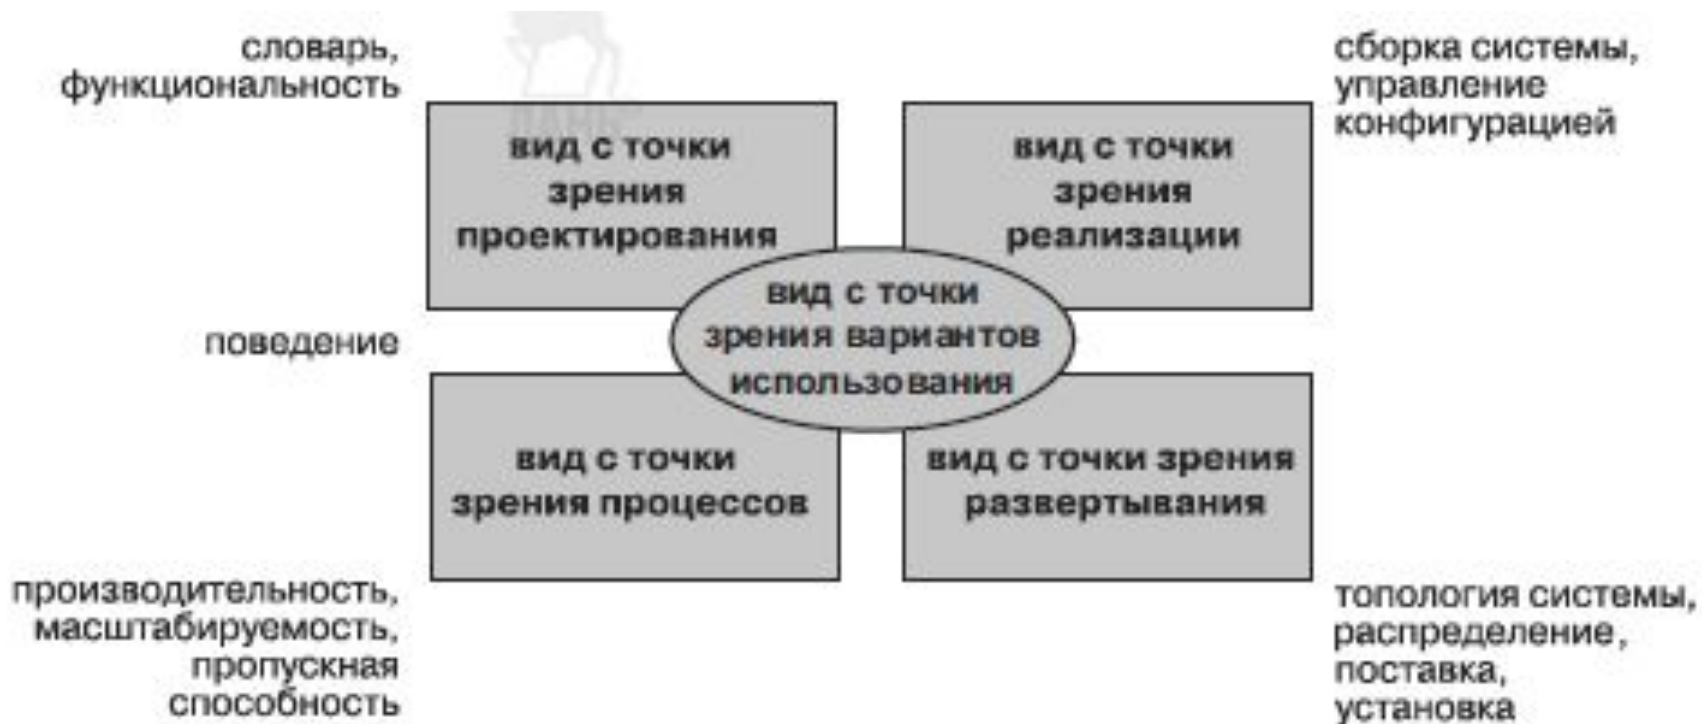 словарь,
функциональность
вид с точки
зрения
проектирования
сборка системы,
управление
конфигурацией
вид с точки
зрения
реализации
поведение
вид с точки
зрения вариантов
использования
вид с точки
зрения процессов
производительность,
масштабируемость,
пропускная
способность
вид с точки зрения
развертывания
топология системы,
распределение,
поставка,
установка
ЛАНЬ